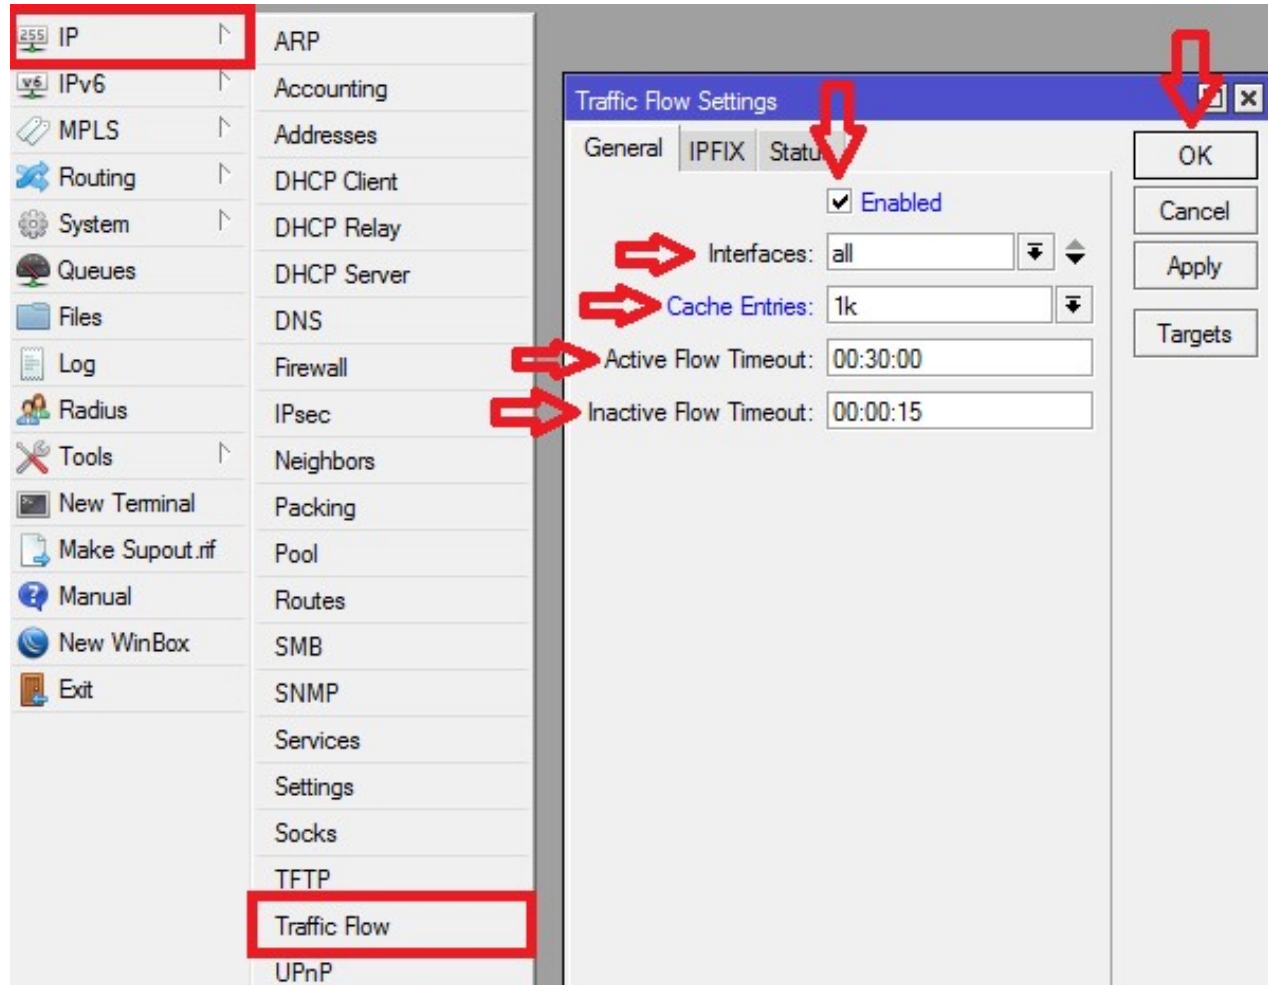 255 IP
v6 IPv6
MPLS
Routing
System
Queues
Files
Log
Radius
Tools
New Terminal
Make Supout.rif
Manual
New WinBox
Exit
ARP
Accounting
Addresses
DHCP Client
DHCP Relay
DHCP Server
DNS
Firewall
IPsec
Neighbors
Packing
Pool
Routes
SMB
SNMP
Services
Settings
Socks
TFTP
Traffic Flow
UPnP
Traffic Flow Settings
General IPFIX Statu
Enabled
Interfaces: all
Cache Entries: 1k
Active Flow Timeout: 00:30:00
Inactive Flow Timeout: 00:00:15
OK
Cancel
Apply
Targets